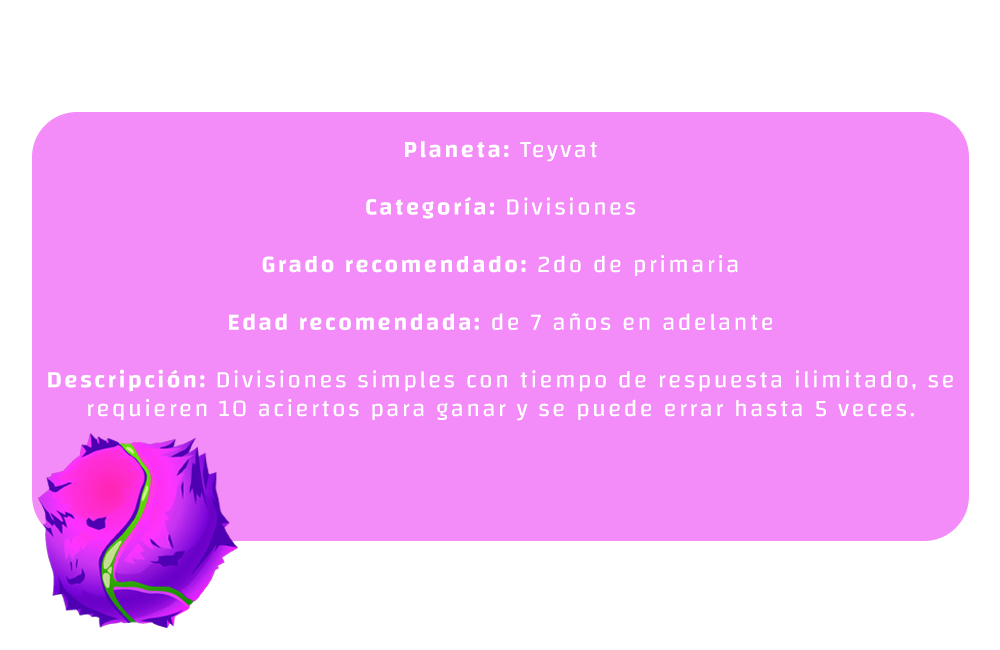 Planeta: Teyvat
Categoría: Divisiones
Grado recomendado: 2do de primaria
Edad recomendada: de 7 años en adelante
Descripción: Divisiones simples con tiempo de respuesta ilimitado, se
requieren 10 aciertos para ganar y se puede errar hasta 5 veces.